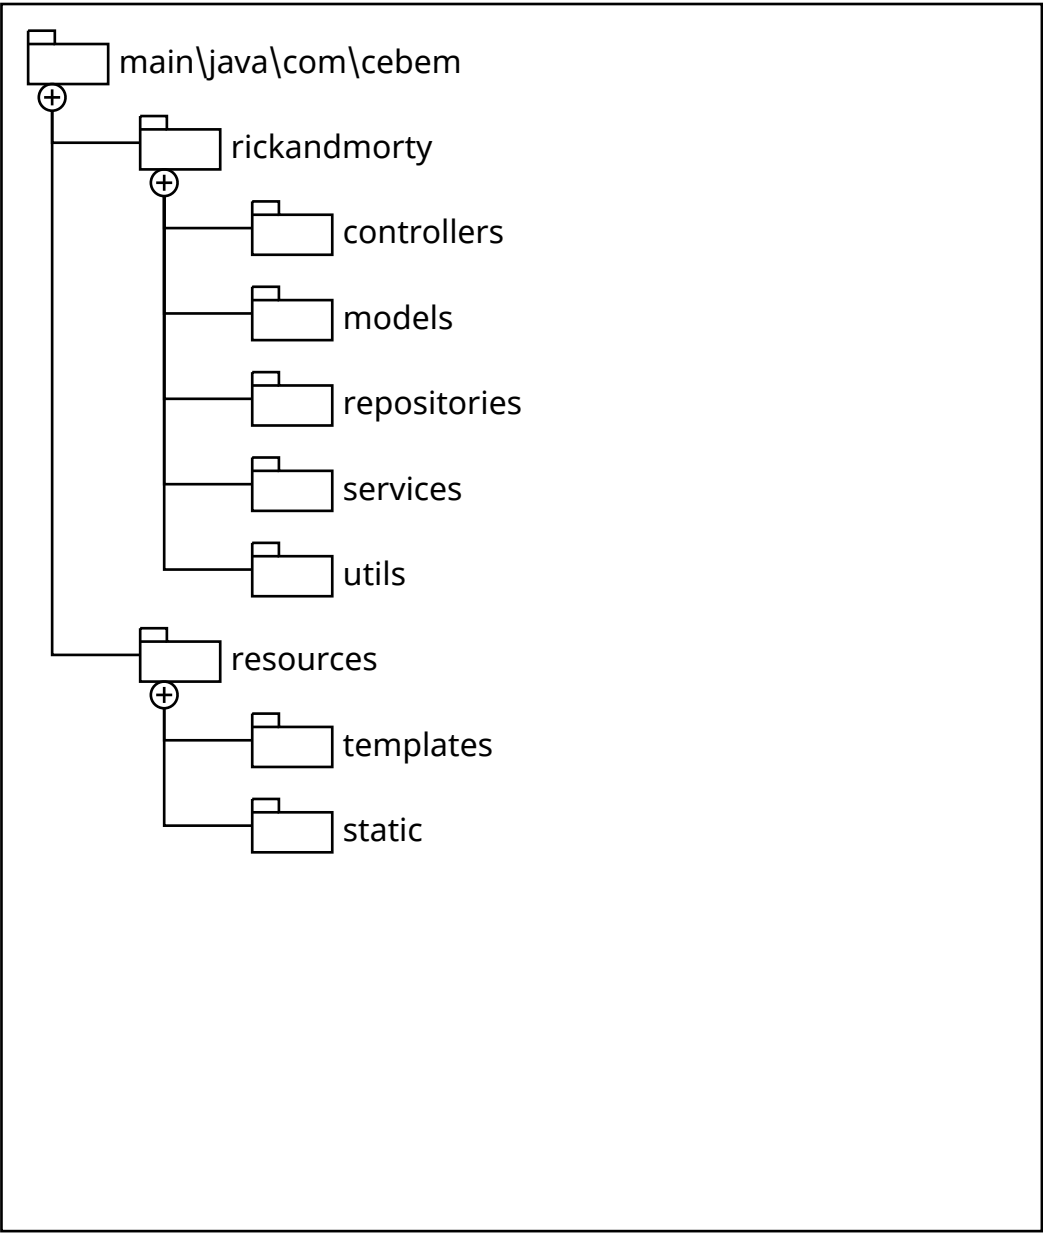 main\java\com\cebem
rickandmorty
controllers
models
repositories
services
utils
resources
templates
static